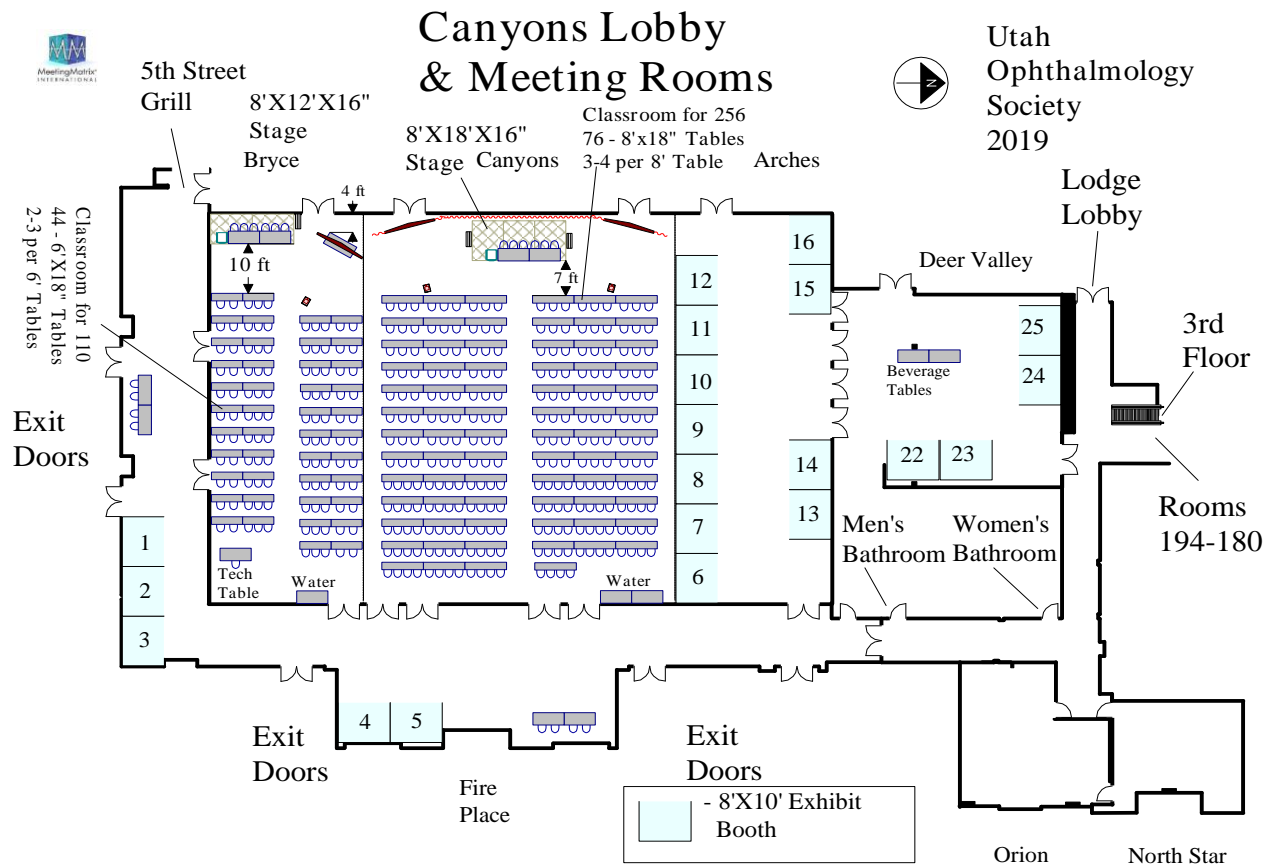 Canyons Lobby
& Meeting Rooms
MeetingMatrix®
INTERNATIONAL
5th Street
Grill
8'X12'X16"
Stage
Bryce
8'X18'X16"
Stage
Canyons
Classroom for 256
76 - 8'x18" Tables
3-4 per 8' Table
Arches
N
Utah
Ophthalmology
Society
2019
Lodge
Lobby
Classroom for 110
44 - 6'X18" Tables
2-3 per 6' Tables
4 ft
10 ft
7 ft
16
15
12
11
10
9
8
7
6
14
13
Deer Valley
25
24
Beverage
Tables
22
23
3rd
Floor
Exit
Doors
Rooms
194-180
Men's
Bathroom
Women's
Bathroom
1
2
3
Tech
Table
Water
Water
4
5
Exit
Doors
Fire
Place
Exit
Doors
- 8'X10' Exhibit
Booth
Orion
North Star